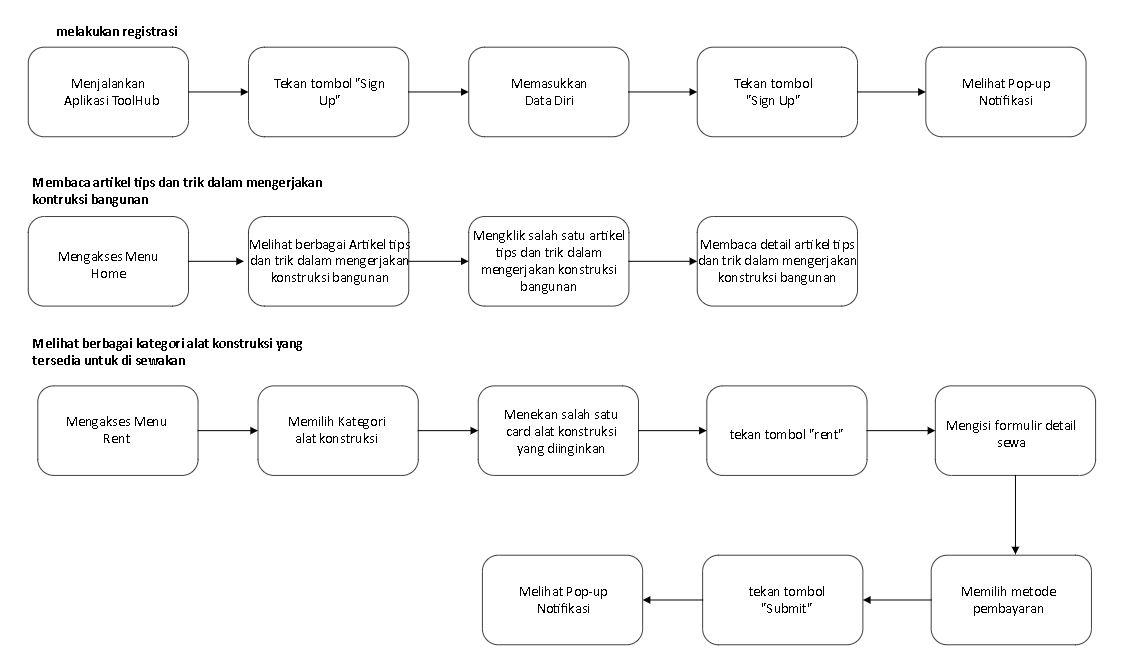 melakukan registrasi
Menjalankan
Aplikasi ToolHub
Tekan tombol "Sign
Up"
Memasukkan
Data Diri
Tekan tombol
"Sign Up"
Melihat Pop-up
Notifikasi
Membaca artikel tips dan trik dalam mengerjakan
kontruksi bangunan
Mengakses Menu
Home
Melihat berbagai Artikel tips
dan trik dalam mengerjakan
konstruksi bangunan
Mengklik salah satu artikel
tips dan trik dalam
mengerjakan konstruksi
bangunan
Membaca detail artikel tips
dan trik dalam mengerjakan
konstruksi bangunan
Melihat berbagai kategori alat konstruksi yang
tersedia untuk di sewakan
Mengakses Menu
Rent
Memilih Kategori
alat konstruksi
Menekan salah satu
card alat konstruksi
yang diinginkan
tekan tombol "rent"
Mengisi formulir detail
sewa
Memilih metode
pembayaran
tekan tombol
"Submit"
Melihat Pop-up
Notifikasi